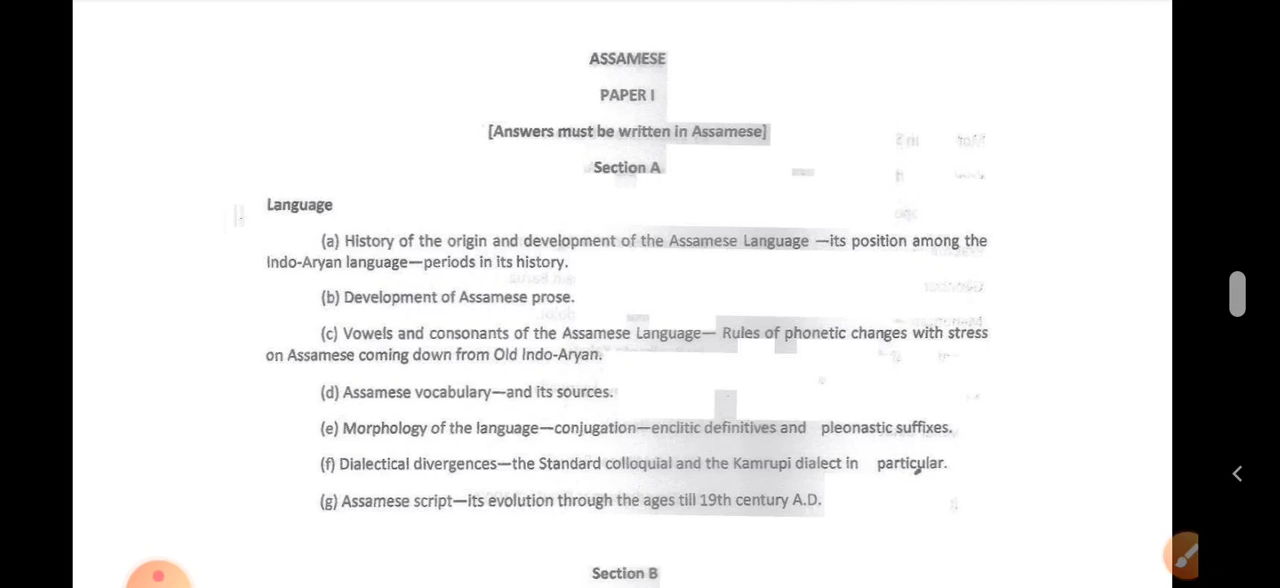 ASSAMESE
PAPER I
[Answers must be written in Assamese]
Section A
Language
(a) History of the origin and development of the Assamese Language —its position among the
Indo-Aryan language—periods in its history.
(b) Development of Assamese prose.
(c) Vowels and consonants of the Assamese Language— Rules of phonetic changes with stress
on Assamese coming down from Old Indo-Aryan.
(d) Assamese vocabulary—and its sources.
(e) Morphology of the language—conjugation—enclitic definitives and pleonastic suffixes.
(f) Dialectical divergences—the Standard colloquial and the Kamrupi dialect in particular.
(g) Assamese script—its evolution through the ages till 19th century A.D.
Section B